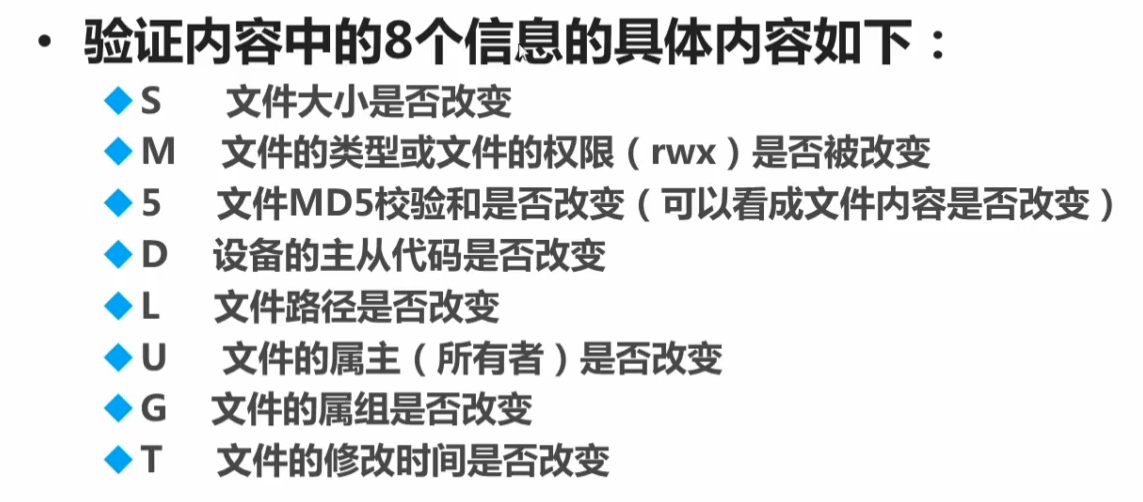 • 验证内容中的8个信息的具体内容如下：
◆ S 文件大小是否改变
◆ M 文件的类型或文件的权限（rwx）是否被改变
◆ 5 文件MD5校验和是否改变（可以看成文件内容是否改变）
◆ D 设备的主从代码是否改变
◆ L 文件路径是否改变
◆ U 文件的属主（所有者）是否改变
◆ G 文件的属组是否改变
◆ T 文件的修改时间是否改变